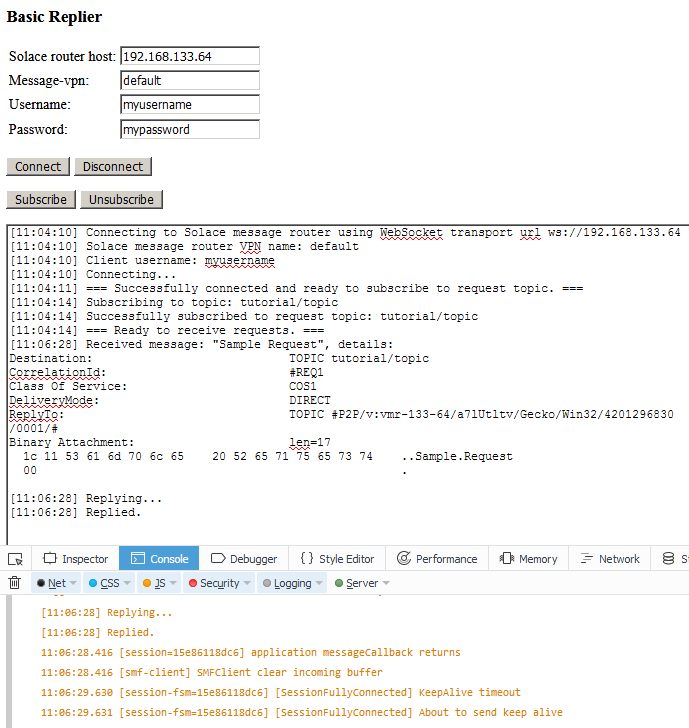 Basic Replier
Solace router host: 192.168.133.64
Message-vpn: default
Username: myusername
Password: mypassword
Connect Disconnect
Subscribe Unsubscribe
[11:04:10] Connecting to Solace message router using WebSocket transport url ws://192.168.133.64
[11:04:10] Solace message router VPN name: default
[11:04:10] Client username: myusername
[11:04:10] Connecting...
[11:04:11] === Successfully connected and ready to subscribe to request topic. ===
[11:04:14] Subscribing to topic: tutorial/topic
[11:04:14] Successfully subscribed to request topic: tutorial/topic
[11:04:14] === Ready to receive requests. ===
[11:06:28] Received message: "Sample Request", details:
Destination: TOPIC tutorial/topic
CorrelationId: #REQ1
Class Of Service: COS1
DeliveryMode: DIRECT
ReplyTo: TOPIC #P2P/v:vmr-133-64/a7lUtltv/Gecko/Win32/4201296830
/0001/#
Binary Attachment: len=17
1c 11 53 61 6d 70 6c 65 20 52 65 71 75 65 73 74 ..Sample.Request
00 .
[11:06:28] Replying...
[11:06:28] Replied.
Inspector Console Debugger { } Style Editor Performance Memory Network St
Net CSS JS Security Logging Server
[11:06:28] Replying...
[11:06:28] Replied.
11:06:28.416 [session=15e86118dc6] application messageCallback returns
11:06:28.416 [smf-client] SMFClient clear incoming buffer
11:06:29.630 [session-fsm=15e86118dc6] [SessionFullyConnected] KeepAlive timeout
11:06:29.631 [session-fsm=15e86118dc6] [SessionFullyConnected] About to send keep alive